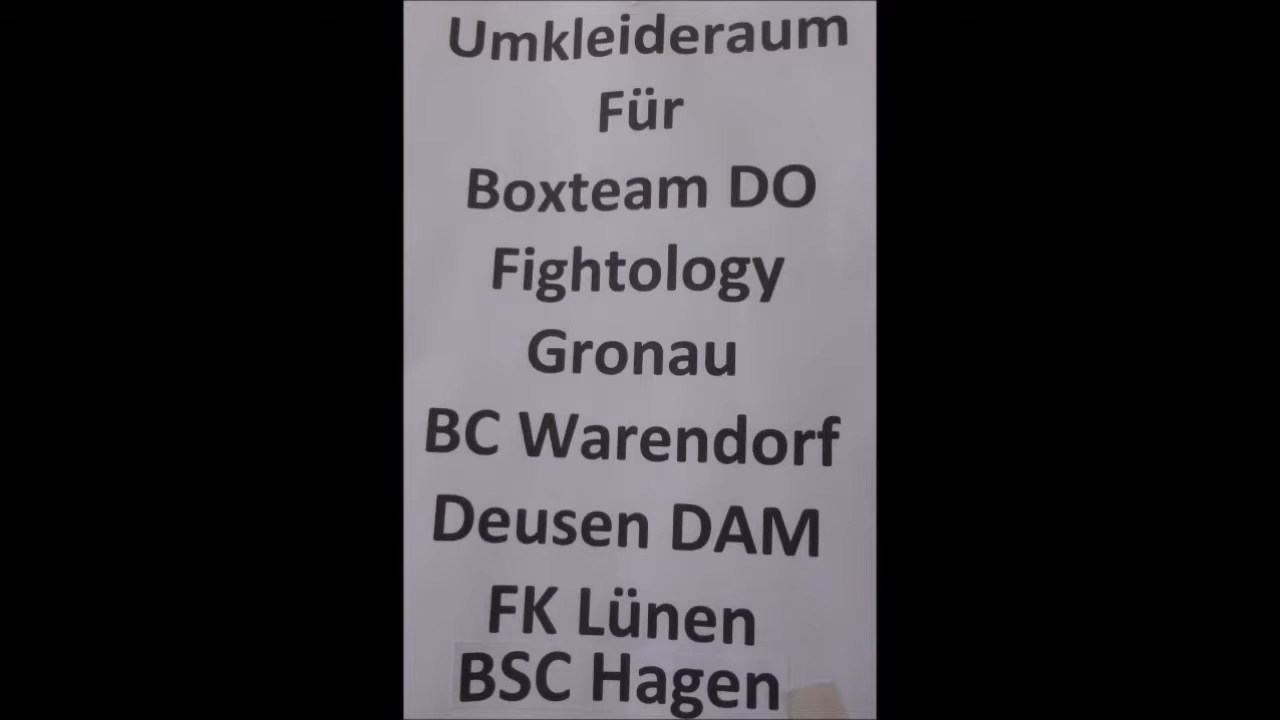 Umkleideraum
Für
Boxteam DO
Fightology
Gronau
BC Warendorf
Deusen DAM
FK Lünen
BSC Hagen